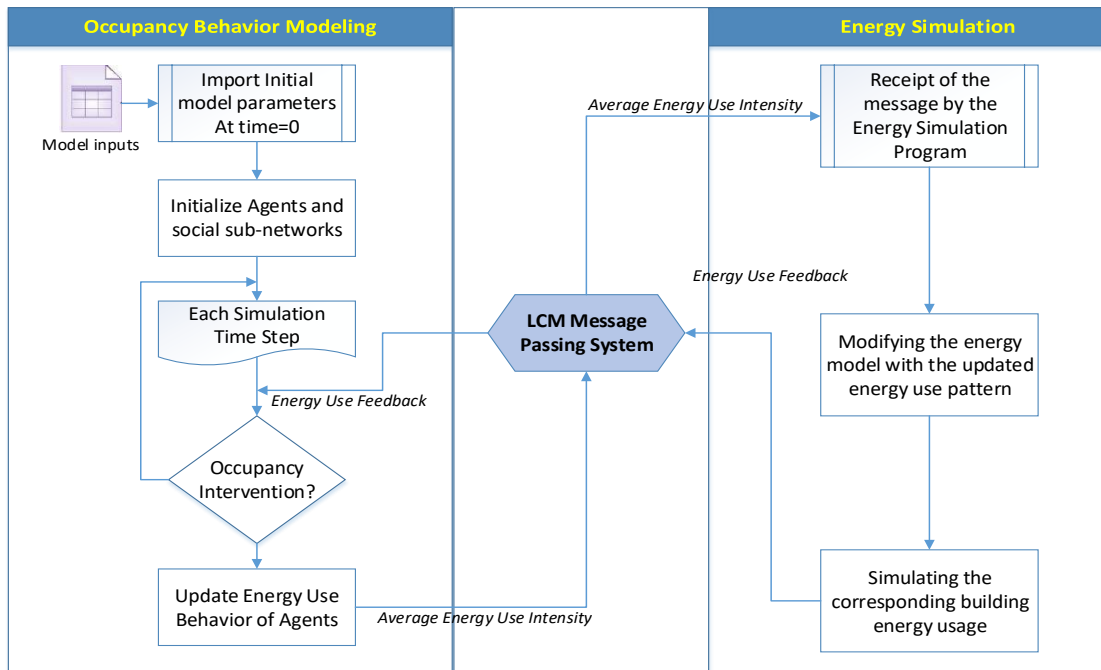 Occupancy Behavior Modeling
Energy Simulation
Import Initial
model parameters
At time=0
Model inputs
Initialize Agents and
social sub-networks
Each Simulation
Time Step
Energy Use Feedback
Occupancy
Intervention?
Update Energy Use
Behavior of Agents
Average Energy Use Intensity
LCM Message
Passing System
Average Energy Use Intensity
Receipt of the
message by the
Energy Simulation
Program
Energy Use Feedback
Modifying the energy
model with the updated
energy use pattern
Simulating the
corresponding building
energy usage